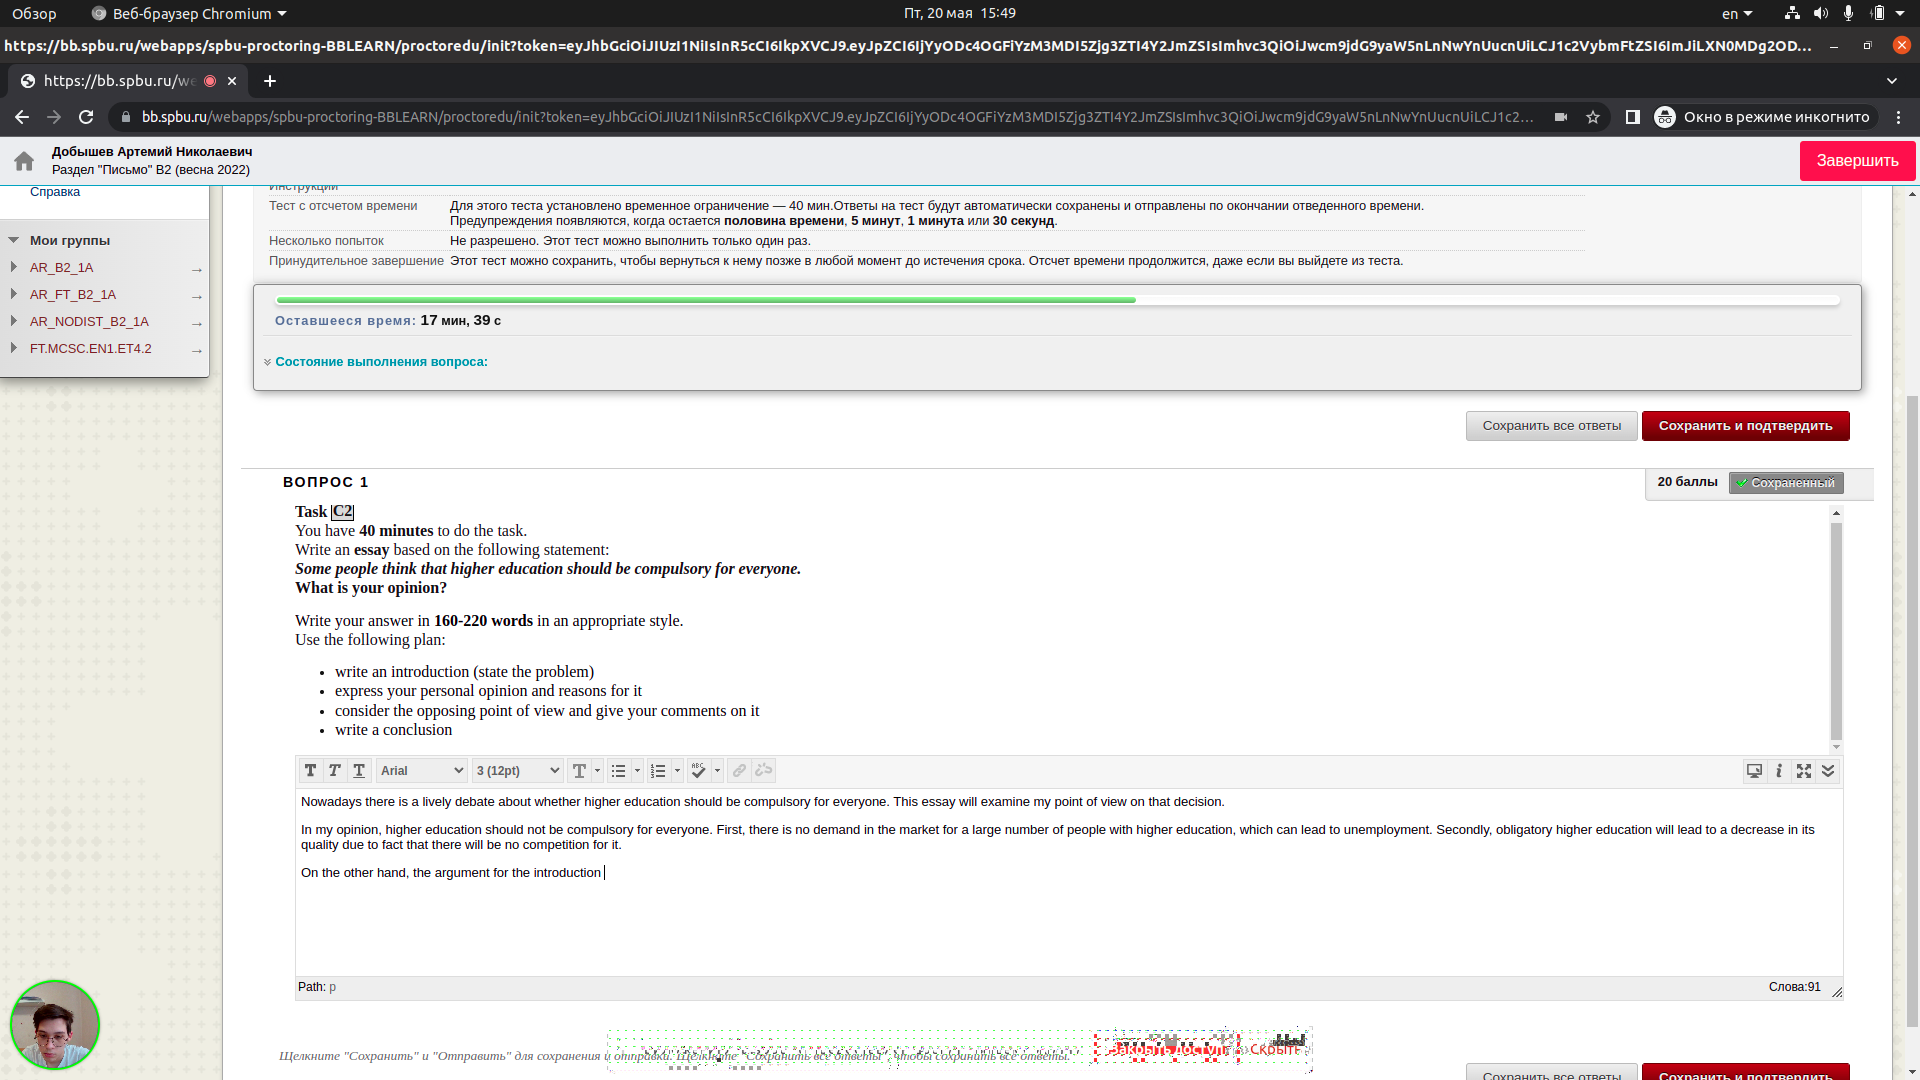 Обзор
Веб-браузер Chromium
Пт, 20 мая 15:49
en
https://bb.spbu.ru/webapps/spbu-proctoring-BBLEARN/proctoredu/init?token=eyJhbGciOiJIUzI1NiIsInR5cCI6IkpXVCJ9.eyJpZCI6IjYyODc4OGFiYzM3MDI5Zjg3ZTI4Y2JmZSIsImhvc3QiOiJwcm9jdG9yaW5nLnNwYnUucnUiLCJ1c2VybmFtZSI6ImJiLXN0MDg2OD...
https://bb.spbu.ru/we
bb.spbu.ru/webapps/spbu-proctoring-BBLEARN/proctoredu/init?token=eyJhbGciOiJIUzI1NiIsInR5cCI6IkpXVCJ9.eyJpZCI6IjYyODc4OGFiYzM3MDI5Zjg3ZTI4Y2JmZSIsImhvc3QiOiJwcm9jdG9yaW5nLnNwYnUucnUiLCJ1c2...
Окно в режиме инкогнито
Добышев Артемий Николаевич
Раздел "Письмо" B2 (весна 2022)
Завершить
Справка
Мои группы
AR_B2_1A
AR_FT_B2_1A
AR_NODIST_B2_1A
FT.MCSC.EN1.ET4.2
Инструкции
Тест с отсчетом времени Для этого теста установлено временное ограничение — 40 мин.Ответы на тест будут автоматически сохранены и отправлены по окончании отведенного времени.
Предупреждения появляются, когда остается половина времени, 5 минут, 1 минута или 30 секунд.
Несколько попыток Не разрешено. Этот тест можно выполнить только один раз.
Принудительное завершение Этот тест можно сохранить, чтобы вернуться к нему позже в любой момент до истечения срока. Отсчет времени продолжится, даже если вы выйдете из теста.
Оставшееся время: 17 мин, 39 с
Состояние выполнения вопроса:
Сохранить все ответы
Сохранить и подтвердить
ВОПРОС 1
20 баллы
Сохраненный
Task C2
You have 40 minutes to do the task.
Write an essay based on the following statement:
Some people think that higher education should be compulsory for everyone.
What is your opinion?
Write your answer in 160-220 words in an appropriate style.
Use the following plan:
write an introduction (state the problem)
express your personal opinion and reasons for it
consider the opposing point of view and give your comments on it
write a conclusion
T T T Arial 3 (12pt) T
ABC
Nowadays there is a lively debate about whether higher education should be compulsory for everyone. This essay will examine my point of view on that decision.
In my opinion, higher education should not be compulsory for everyone. First, there is no demand in the market for a large number of people with higher education, which can lead to unemployment. Secondly, obligatory higher education will lead to a decrease in its
quality due to fact that there will be no competition for it.
On the other hand, the argument for the introduction
Path: p
Слова:91
Щелкните "Сохранить" и "Отправить" для сохранения и отправки. Щелкните "Сохранить все ответы", чтобы сохранить все ответы.
Закрыть доступ
Скрыть
Сохранить все ответы
Сохранить и подтвердить